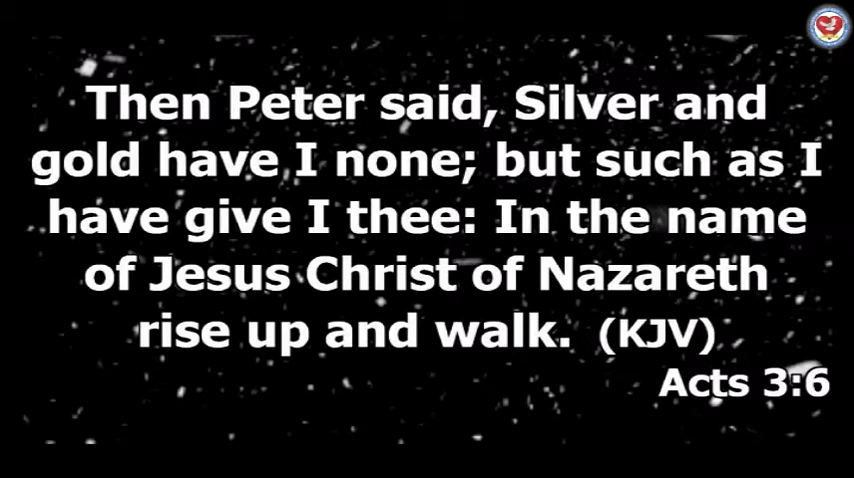 Then Peter said, Silver and
gold have I none; but such as I
have give I thee: In the name
of Jesus Christ of Nazareth
rise up and walk. (KJV)
Acts 3:6